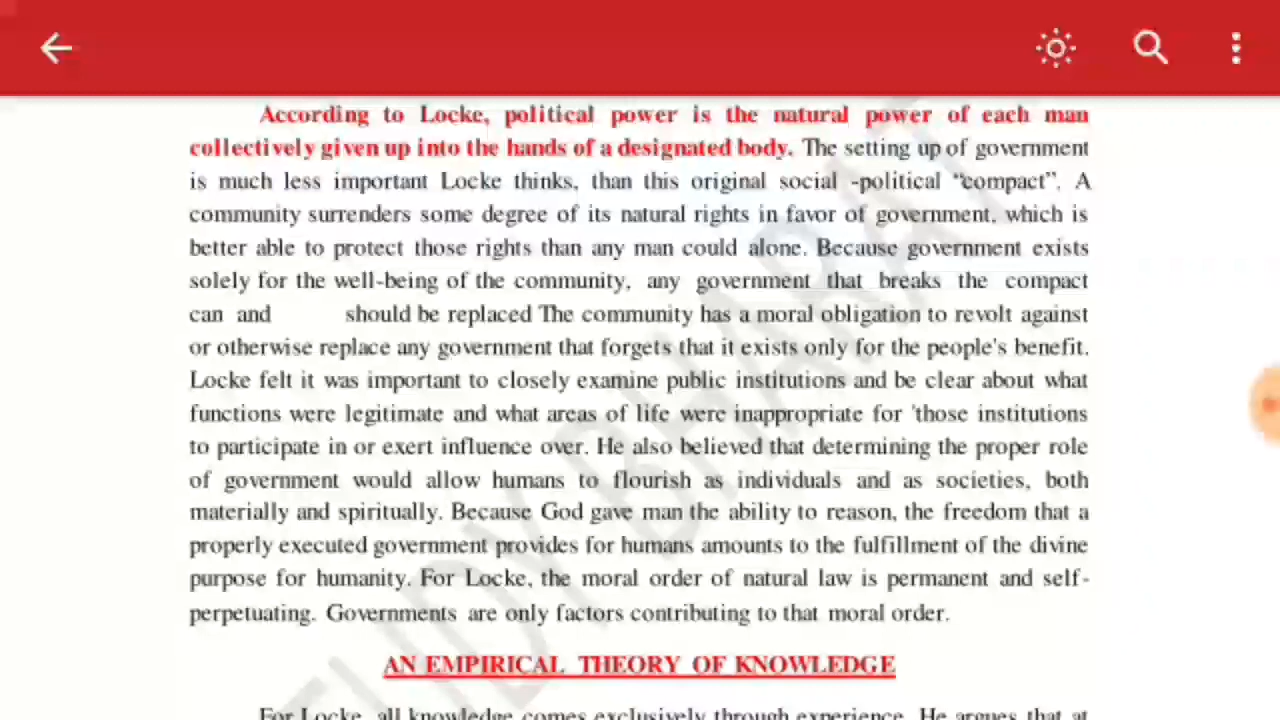 According to Locke, political power is the natural power of each man
collectively given up into the hands of a designated body. The setting up of government
is much less important Locke thinks, than this original social -political “compact”. A
community surrenders some degree of its natural rights in favor of government, which is
better able to protect those rights than any man could alone. Because government exists
solely for the well-being of the community, any government that breaks the compact
can and should be replaced The community has a moral obligation to revolt against
or otherwise replace any government that forgets that it exists only for the people's benefit.
Locke felt it was important to closely examine public institutions and be clear about what
functions were legitimate and what areas of life were inappropriate for 'those institutions
to participate in or exert influence over. He also believed that determining the proper role
of government would allow humans to flourish as individuals and as societies, both
materially and spiritually. Because God gave man the ability to reason, the freedom that a
properly executed government provides for humans amounts to the fulfillment of the divine
purpose for humanity. For Locke, the moral order of natural law is permanent and self-
perpetuating. Governments are only factors contributing to that moral order.
AN EMPIRICAL THEORY OF KNOWLEDGE
For Locke, all knowledge comes exclusively through experience. He argues that at